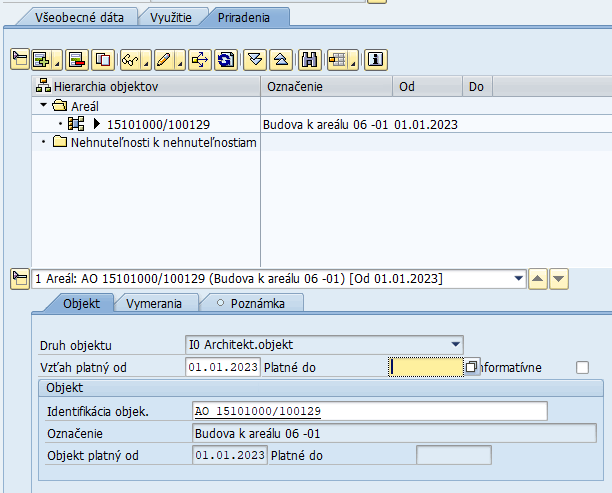 Všeobecné dáta Využitie Priradenia
Hierarchia objektov Označenie Od Do
Areál
15101000/100129 Budova k areálu 06 -01 01.01.2023
Nehnuteľnosti k nehnuteľnostiam
1 Areál: AO 15101000/100129 (Budova k areálu 06 -01) [Od 01.01.2023]
Objekt Vymerania Poznámka
Druh objektu I0 Architekt.objekt
Vzťah platný od 01.01.2023 Platné do nformatívne
Objekt
Identifikácia objek. AO 15101000/100129
Označenie Budova k areálu 06 -01
Objekt platný od 01.01.2023 Platné do